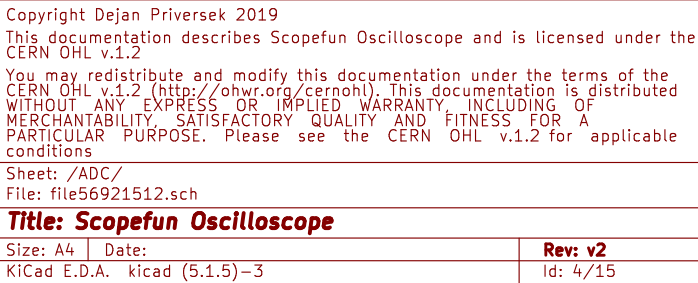 Copyright Dejan Priversek 2019
This documentation describes Scopefun Oscilloscope and is licensed under the
CERN OHL v.1.2
You may redistribute and modify this documentation under the terms of the
CERN OHL v.1.2 (http://ohwr.org/cernohl). This documentation is distributed
WITHOUT ANY EXPRESS OR IMPLIED WARRANTY, INCLUDING OF
MERCHANTABILITY, SATISFACTORY QUALITY AND FITNESS FOR A
PARTICULAR PURPOSE. Please see the CERN OHL v.1.2 for applicable
conditions
Sheet: /ADC/
File: file56921512.sch
Title: Scopefun Oscilloscope
Size: A4 Date: Rev: v2
KiCad E.D.A. kicad (5.1.5)-3 Id: 4/15